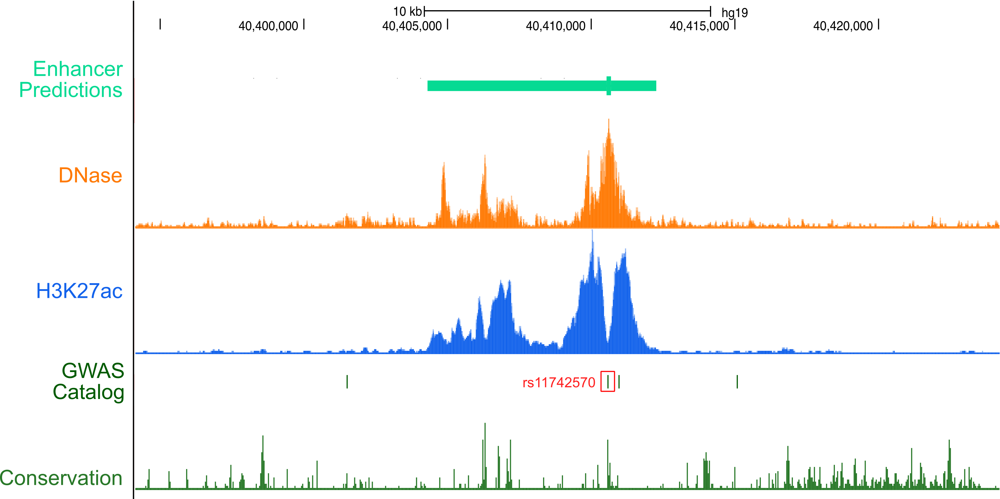 10 kb hg19
40,400,000 40,405,000 40,410,000 40,415,000 40,420,000
Enhancer
Predictions
DNase
H3K27ac
GWAS
Catalog
rs11742570
Conservation